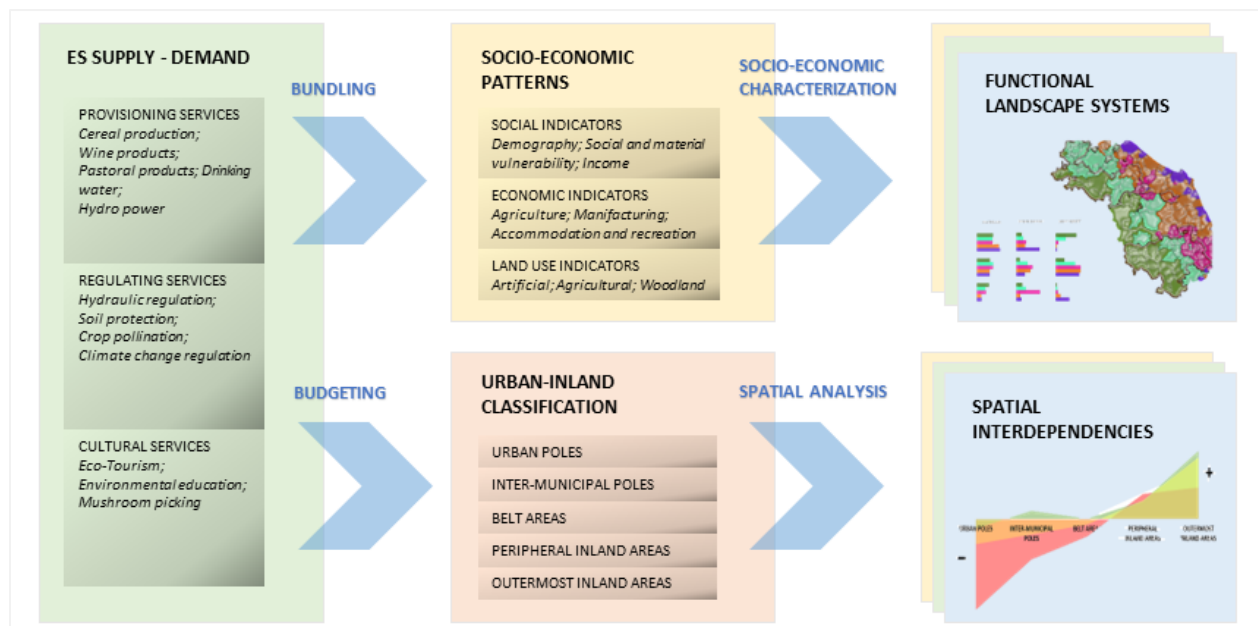 ES SUPPLY - DEMAND
PROVISIONING SERVICES
Cereal production;
Wine products;
Pastoral products; Drinking
water;
Hydro power
REGULATING SERVICES
Hydraulic regulation;
Soil protection;
Crop pollination;
Climate change regulation
CULTURAL SERVICES
Eco-Tourism;
Environmental education;
Mushroom picking
BUNDLING
BUDGETING
SOCIO-ECONOMIC
PATTERNS
SOCIAL INDICATORS
Demography; Social and material
vulnerability; Income
ECONOMIC INDICATORS
Agriculture; Manifacturing;
Accommodation and recreation
LAND USE INDICATORS
Artificial; Agricultural; Woodland
URBAN-INLAND
CLASSIFICATION
URBAN POLES
INTER-MUNICIPAL POLES
BELT AREAS
PERIPHERAL INLAND AREAS
OUTERMOST INLAND AREAS
SOCIO-ECONOMIC
CHARACTERIZATION
SPATIAL ANALYSIS
FUNCTIONAL
LANDSCAPE SYSTEMS
SPATIAL
INTERDEPENDENCIES
+
URBAN POLES
INTER-MUNICIPAL
POLES
BELT AREA
PERIPHERAL
INLAND AREAS
OUTERMOST
INLAND AREAS
-